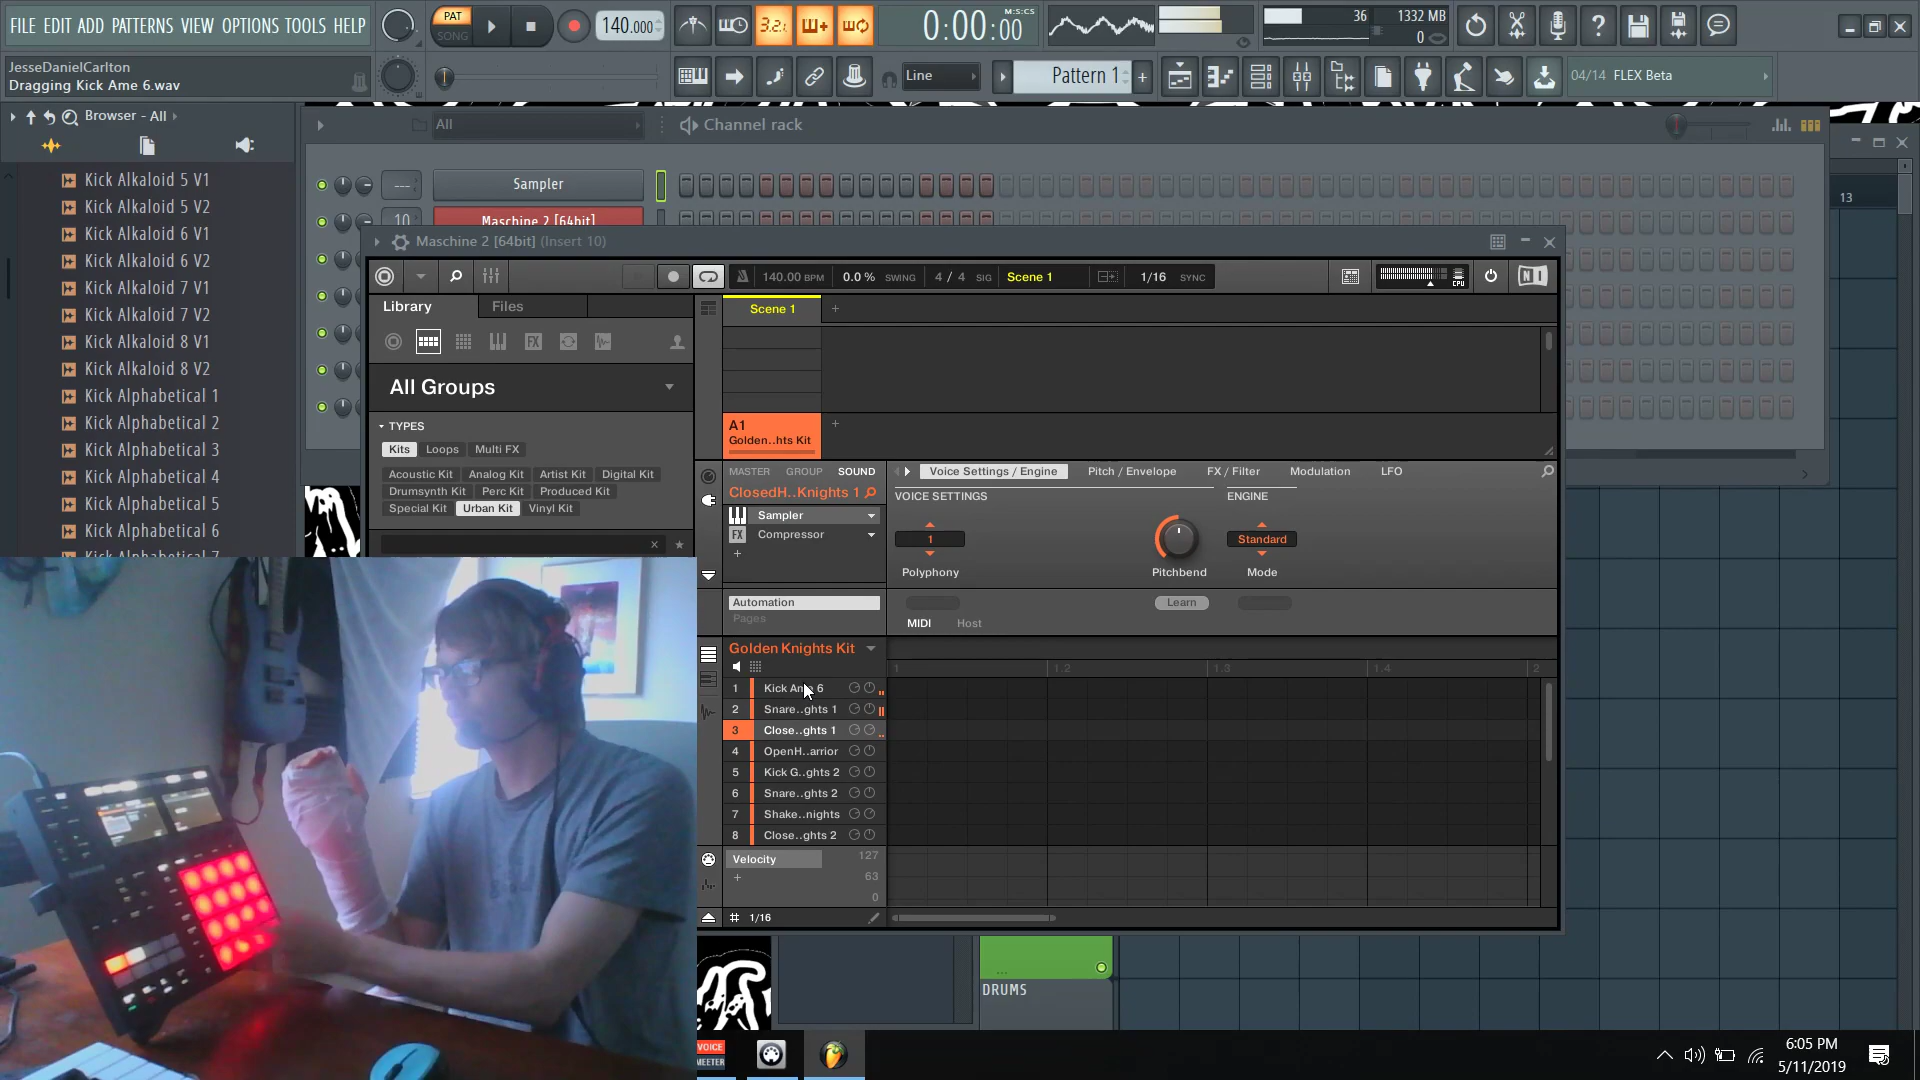 FILE EDIT ADD PATTERNS VIEW OPTIONS TOOLS HELP
PAT
SONG
140.000
3.2.1
0:00:00
M:S:CS
36
1332 MB
0
JesseDanielCarlton
Dragging Kick Ame 6.wav
Line
Pattern 1
04/14 FLEX Beta
Browser - All
All
Channel rack
Kick Alkaloid 5 V1
Kick Alkaloid 5 V2
Kick Alkaloid 6 V1
Kick Alkaloid 6 V2
Kick Alkaloid 7 V1
Kick Alkaloid 7 V2
Kick Alkaloid 8 V1
Kick Alkaloid 8 V2
Kick Alphabetical 1
Kick Alphabetical 2
Kick Alphabetical 3
Kick Alphabetical 4
Kick Alphabetical 5
Kick Alphabetical 6
--- Sampler
10 Maschine 2 [64bit]
13
Maschine 2 [64bit] (Insert 10)
140.00 BPM 0.0 % SWING 4 / 4 SIG Scene 1 1/16 SYNC
CPU
NI
Library Files
FX
All Groups
TYPES
Kits Loops Multi FX
Acoustic Kit Analog Kit Artist Kit Digital Kit
Drumsynth Kit Perc Kit Produced Kit
Special Kit Urban Kit Vinyl Kit
Scene 1
A1
Golden..hts Kit
MASTER GROUP SOUND
Voice Settings / Engine Pitch / Envelope FX / Filter Modulation LFO
ClosedH..Knights 1
VOICE SETTINGS ENGINE
Sampler
FX Compressor
1
Standard
Polyphony Pitchbend Mode
Automation
Pages
Learn
MIDI Host
Golden Knights Kit
1 1.2 1.3 1.4 2
1 Kick 6
2 Snare..ghts 1
3 Close..ghts 1
4 OpenH..arrior
5 Kick G..ghts 2
6 Snare..ghts 2
7 Shake..nights
8 Close..ghts 2
Velocity 127
63
0
1/16
...
DRUMS
VOICE
MEETER
6:05 PM
5/11/2019